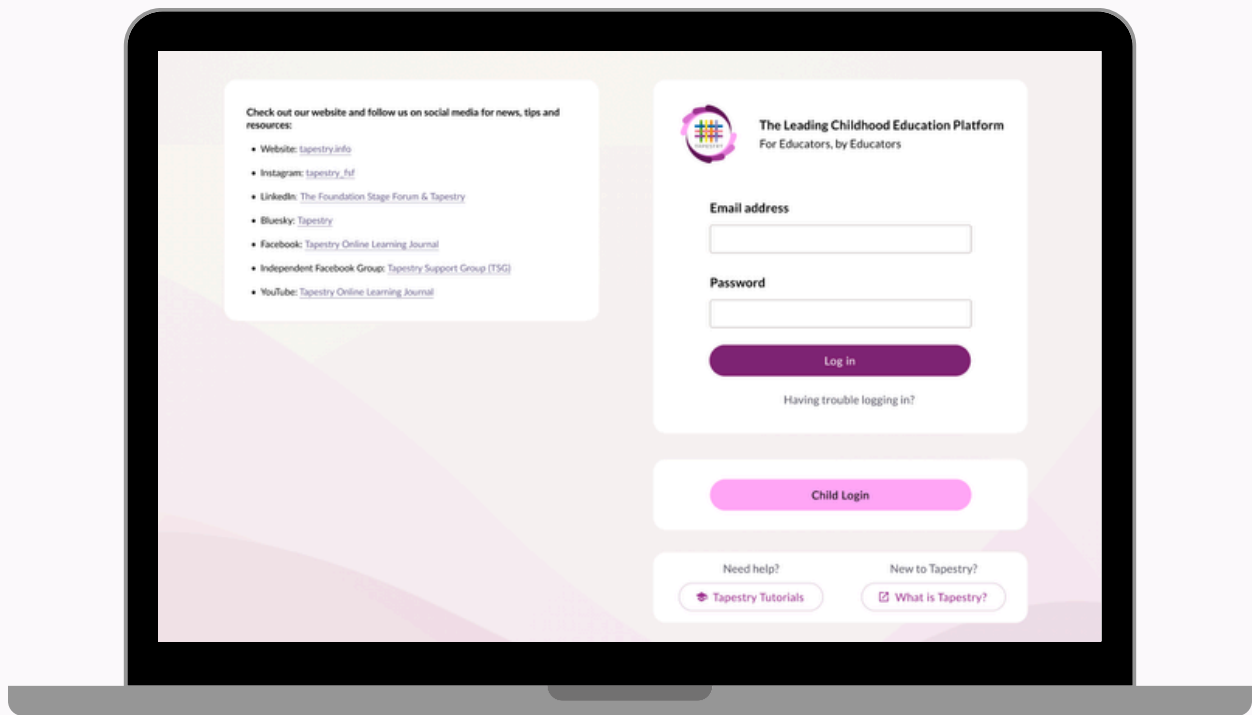 Check out our website and follow us on social media for news, tips and
resources:
• Website: tapestry.info
• Instagram: tapestry_fsf
• LinkedIn: The Foundation Stage Forum & Tapestry
• Bluesky: Tapestry
• Facebook: Tapestry Online Learning Journal
• Independent Facebook Group: Tapestry Support Group (TSG)
• YouTube: Tapestry Online Learning Journal
TAPESTRY
The Leading Childhood Education Platform
For Educators, by Educators
Email address
Password
Log in
Having trouble logging in?
Child Login
Need help?
Tapestry Tutorials
New to Tapestry?
What is Tapestry?